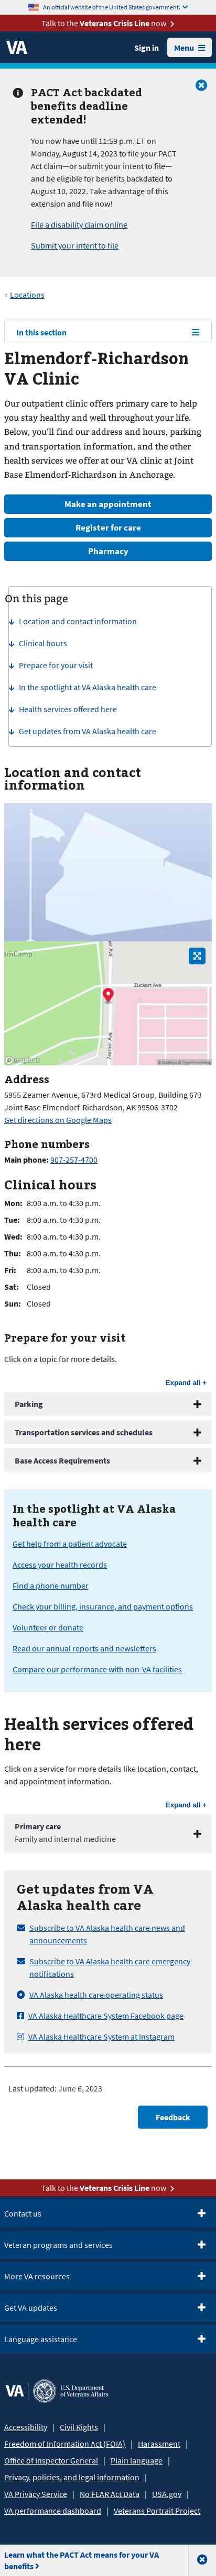 An official website of the United States government.
Talk to the Veterans Crisis Line now
VA
Sign in
Menu
PACT Act backdated
benefits deadline
extended!
You now have until 11:59 p.m. ET on
Monday, August 14, 2023 to file your PACT
Act claim—or submit your intent to file—
and be eligible for benefits backdated to
August 10, 2022. Take advantage of this
extension and file now!
File a disability claim online
Submit your intent to file
‹ Locations
In this section
Elmendorf-Richardson
VA Clinic
Our outpatient clinic offers primary care to help
you stay healthy and well throughout your life.
Below, you'll find our address and hours, parking
and transportation information, and the other
health services we offer at our VA clinic at Joint
Base Elmendorf-Richardson in Anchorage.
Make an appointment
Register for care
Pharmacy
On this page
Location and contact information
Clinical hours
Prepare for your visit
In the spotlight at VA Alaska health care
Health services offered here
Get updates from VA Alaska health care
Location and contact
information
Zuckert Ave
Zeamer Ave
mapbox
© Mapbox © OpenStreetMap
Address
5955 Zeamer Avenue, 673rd Medical Group, Building 673
Joint Base Elmendorf-Richardson, AK 99506-3702
Get directions on Google Maps
Phone numbers
Main phone: 907-257-4700
Clinical hours
Mon: 8:00 a.m. to 4:30 p.m.
Tue: 8:00 a.m. to 4:30 p.m.
Wed: 8:00 a.m. to 4:30 p.m.
Thu: 8:00 a.m. to 4:30 p.m.
Fri: 8:00 a.m. to 4:30 p.m.
Sat: Closed
Sun: Closed
Prepare for your visit
Click on a topic for more details.
Expand all +
Parking
Transportation services and schedules
Base Access Requirements
In the spotlight at VA Alaska
health care
Get help from a patient advocate
Access your health records
Find a phone number
Check your billing, insurance, and payment options
Volunteer or donate
Read our annual reports and newsletters
Compare our performance with non-VA facilities
Health services offered
here
Click on a service for more details like location, contact,
and appointment information.
Expand all +
Primary care
Family and internal medicine
Get updates from VA
Alaska health care
Subscribe to VA Alaska health care news and
announcements
Subscribe to VA Alaska health care emergency
notifications
VA Alaska health care operating status
VA Alaska Healthcare System Facebook page
VA Alaska Healthcare System at Instagram
Last updated: June 6, 2023
Feedback
Talk to the Veterans Crisis Line now
Contact us
Veteran programs and services
More VA resources
Get VA updates
Language assistance
VA
U.S. Department
of Veterans Affairs
Accessibility | Civil Rights |
Freedom of Information Act (FOIA) | Harassment |
Office of Inspector General | Plain language |
Privacy, policies, and legal information |
VA Privacy Service | No FEAR Act Data | USA.gov |
VA performance dashboard | Veterans Portrait Project
Learn what the PACT Act means for your VA
benefits